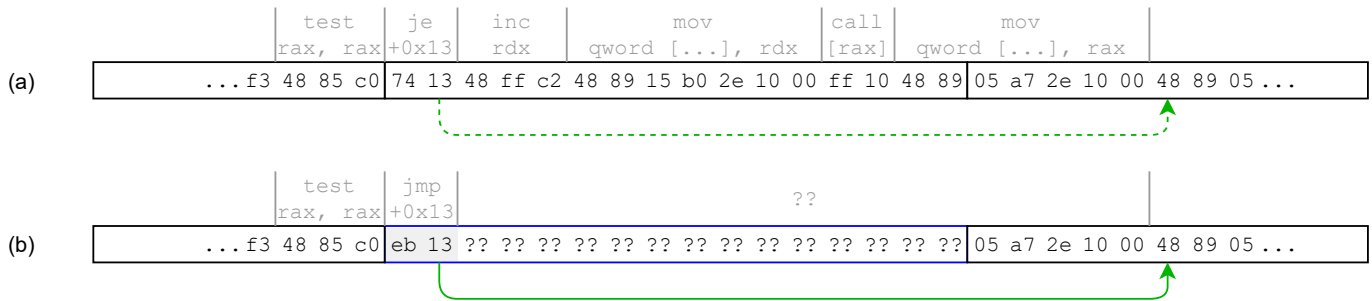 test je inc mov call mov
rax, rax +0x13 rdx qword [...], rdx [rax] qword [...], rax
(a) ...f3 48 85 c0 74 13 48 ff c2 48 89 15 b0 2e 10 00 ff 10 48 89 05 a7 2e 10 00 48 89 05...
test jmp ??
rax, rax +0x13
(b) ...f3 48 85 c0 eb 13 ?? ?? ?? ?? ?? ?? ?? ?? ?? ?? ?? ?? ?? ?? 05 a7 2e 10 00 48 89 05...